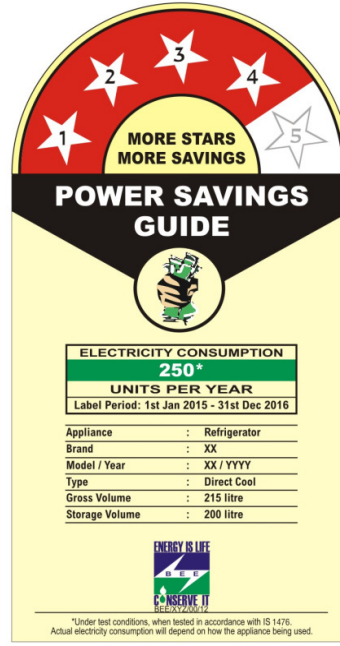 1 2 3 4 5
MORE STARS
MORE SAVINGS
POWER SAVINGS
GUIDE
ELECTRICITY CONSUMPTION
250*
UNITS PER YEAR
Label Period: 1st Jan 2015 - 31st Dec 2016
Appliance : Refrigerator
Brand : XX
Model / Year : XX / YYYY
Type : Direct Cool
Gross Volume : 215 litre
Storage Volume : 200 litre
ENERGY IS LIFE
BEE
CONSERVE IT
BEE/XYZ/00/12
*Under test conditions, when tested in accordance with IS 1476.
Actual electricity consumption will depend on how the appliance being used.